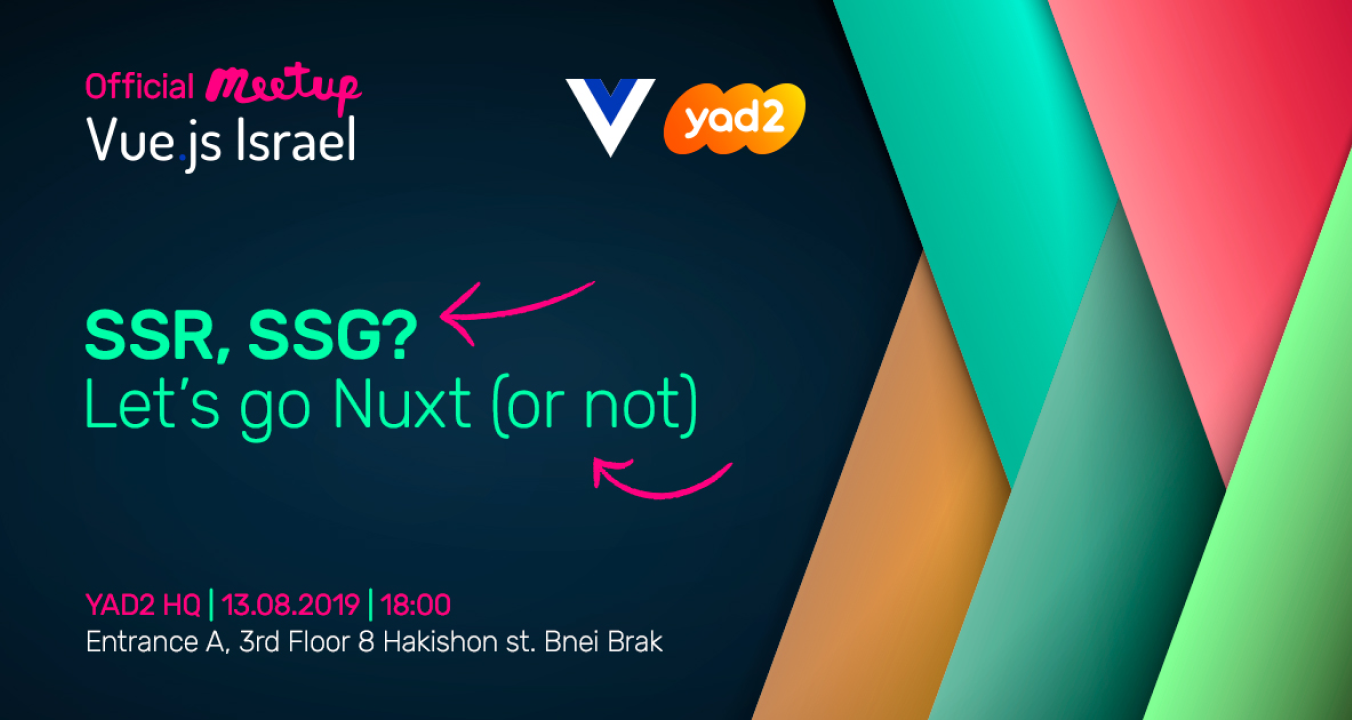 Official Meetup
Vue.js Israel
yad2
SSR, SSG?
Let's go Nuxt (or not)
YAD2 HQ | 13.08.2019 | 18:00
Entrance A, 3rd Floor 8 Hakishon st. Bnei Brak